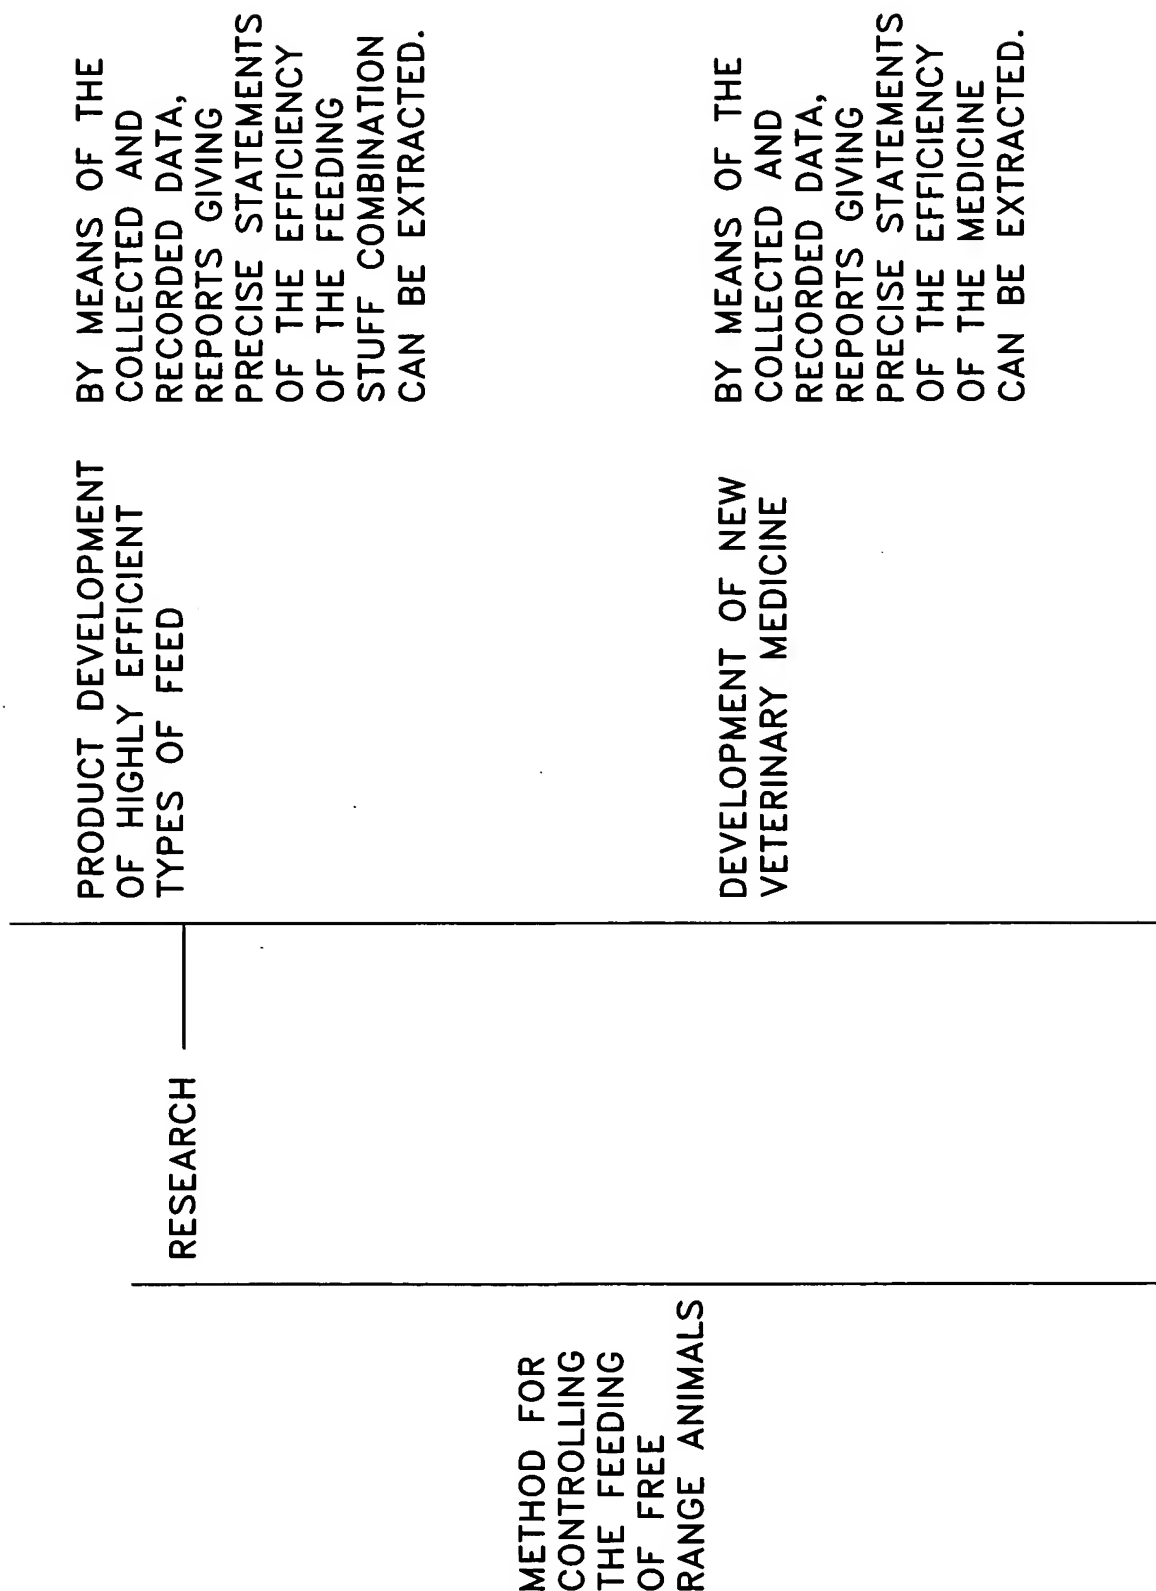 METHOD FOR
CONTROLLING
THE FEEDING
OF FREE
RANGE ANIMALS
RESEARCH
PRODUCT DEVELOPMENT
OF HIGHLY EFFICIENT
TYPES OF FEED
BY MEANS OF THE
COLLECTED AND
RECORDED DATA,
REPORTS GIVING
PRECISE STATEMENTS
OF THE EFFICIENCY
OF THE FEEDING
STUFF COMBINATION
CAN BE EXTRACTED.
DEVELOPMENT OF NEW
VETERINARY MEDICINE
BY MEANS OF THE
COLLECTED AND
RECORDED DATA,
REPORTS GIVING
PRECISE STATEMENTS
OF THE EFFICIENCY
OF THE MEDICINE
CAN BE EXTRACTED.